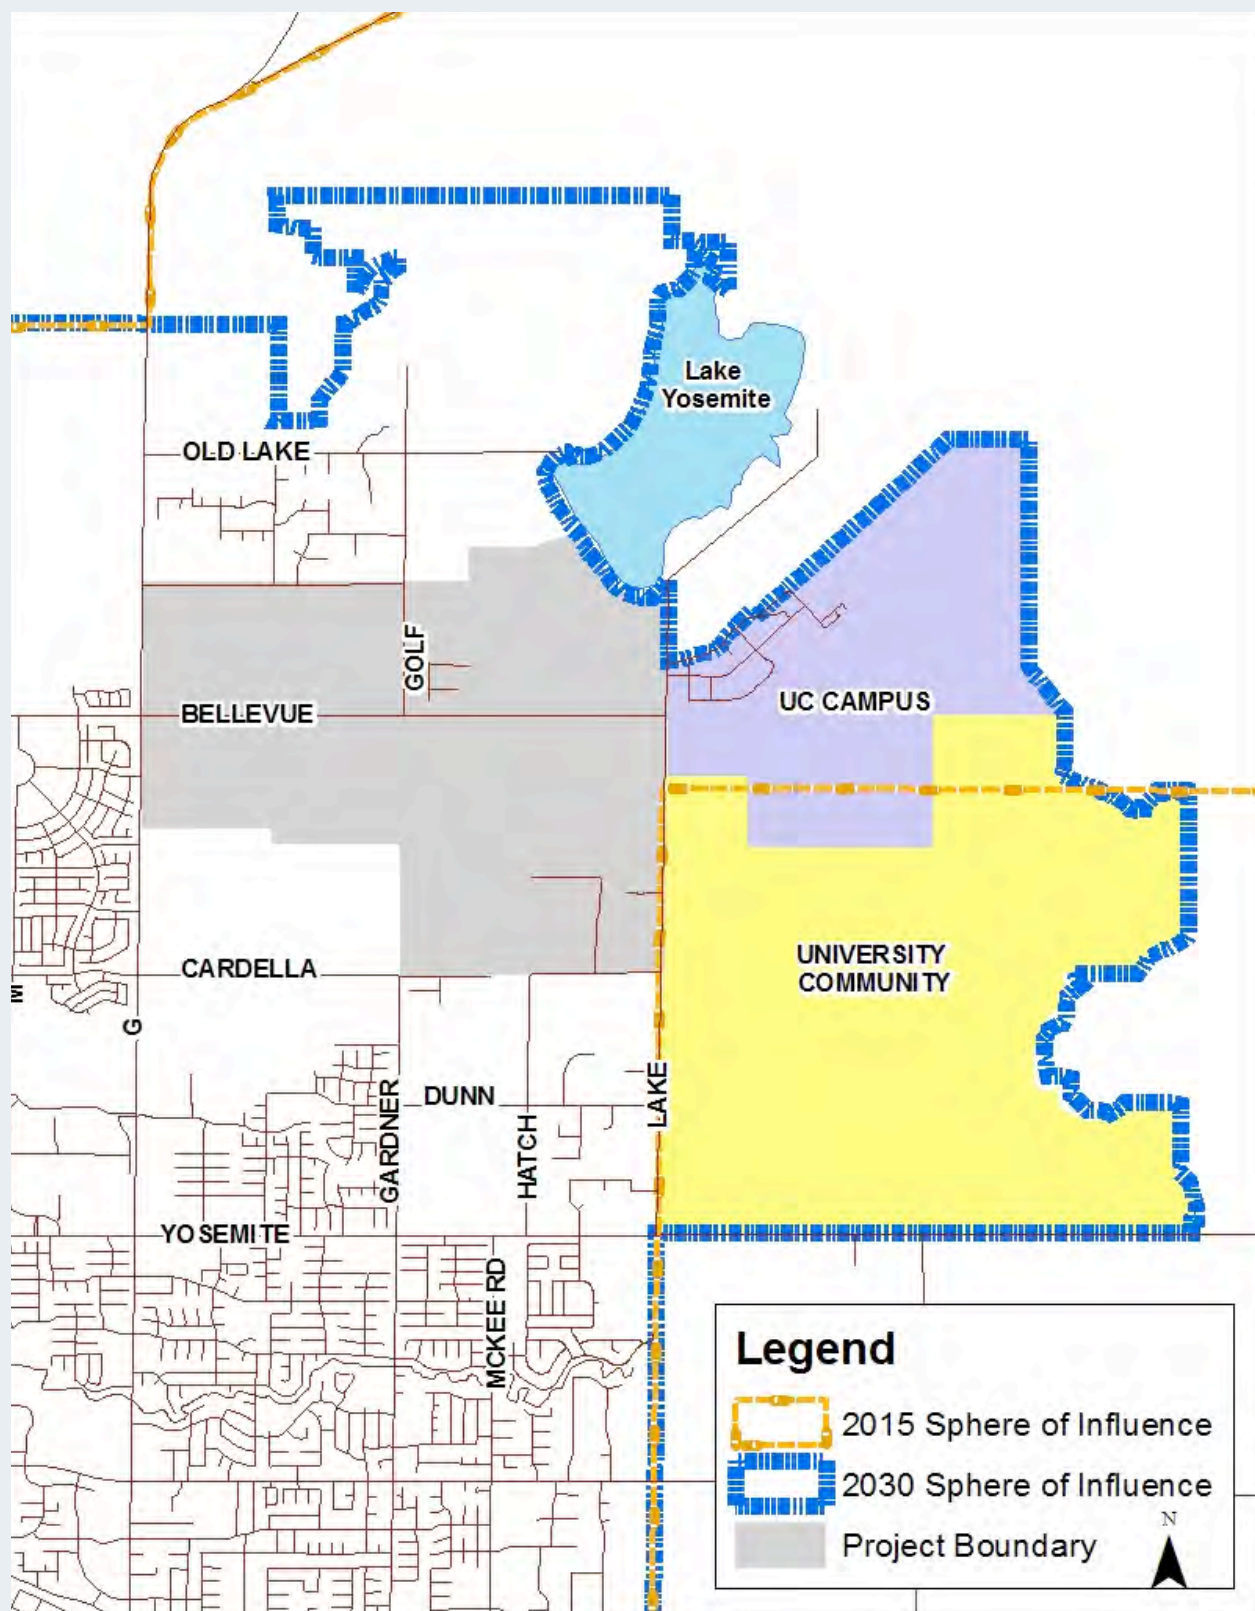 Lake
Yosemite
OLD LAKE
GOLF
UC CAMPUS
BELLEVUE
UNIVERSITY
COMMUNITY
CARDELLA
M
G
DUNN
LAKE
GARDNER
HATCH
YOSEMITE
MCKEE RD
Legend
2015 Sphere of Influence
2030 Sphere of Influence
N
Project Boundary